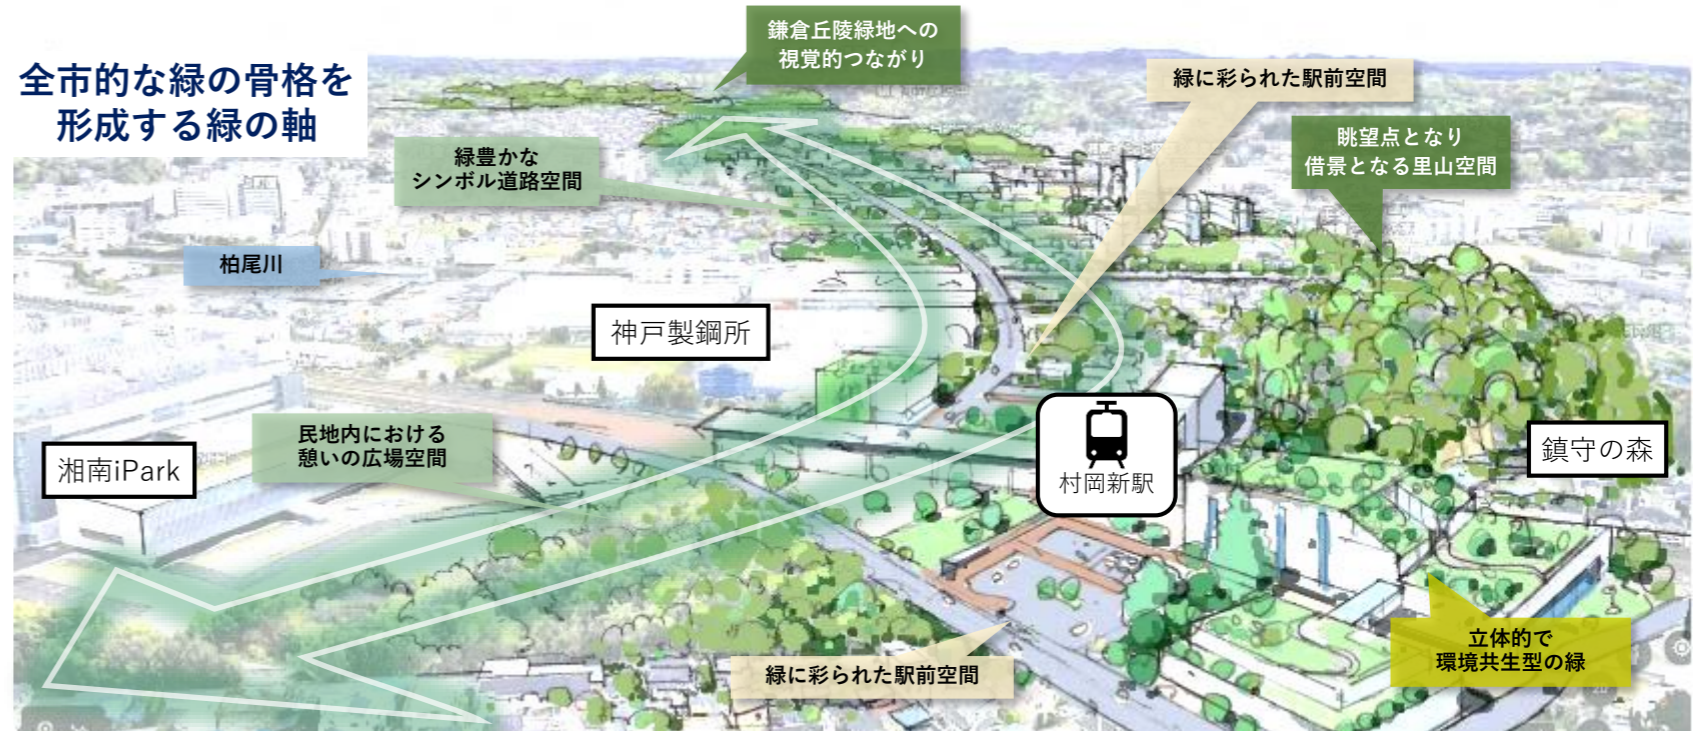 全市的な緑の骨格を
形成する緑の軸
鎌倉丘陵緑地への
視覚的つながり
緑に彩られた駅前空間
眺望点となり
借景となる里山空間
緑豊かな
シンボル道路空間
柏尾川
神戸製鋼所
民地内における
憩いの広場空間
湘南iPark
村岡新駅
鎮守の森
立体的で
環境共生型の緑
緑に彩られた駅前空間